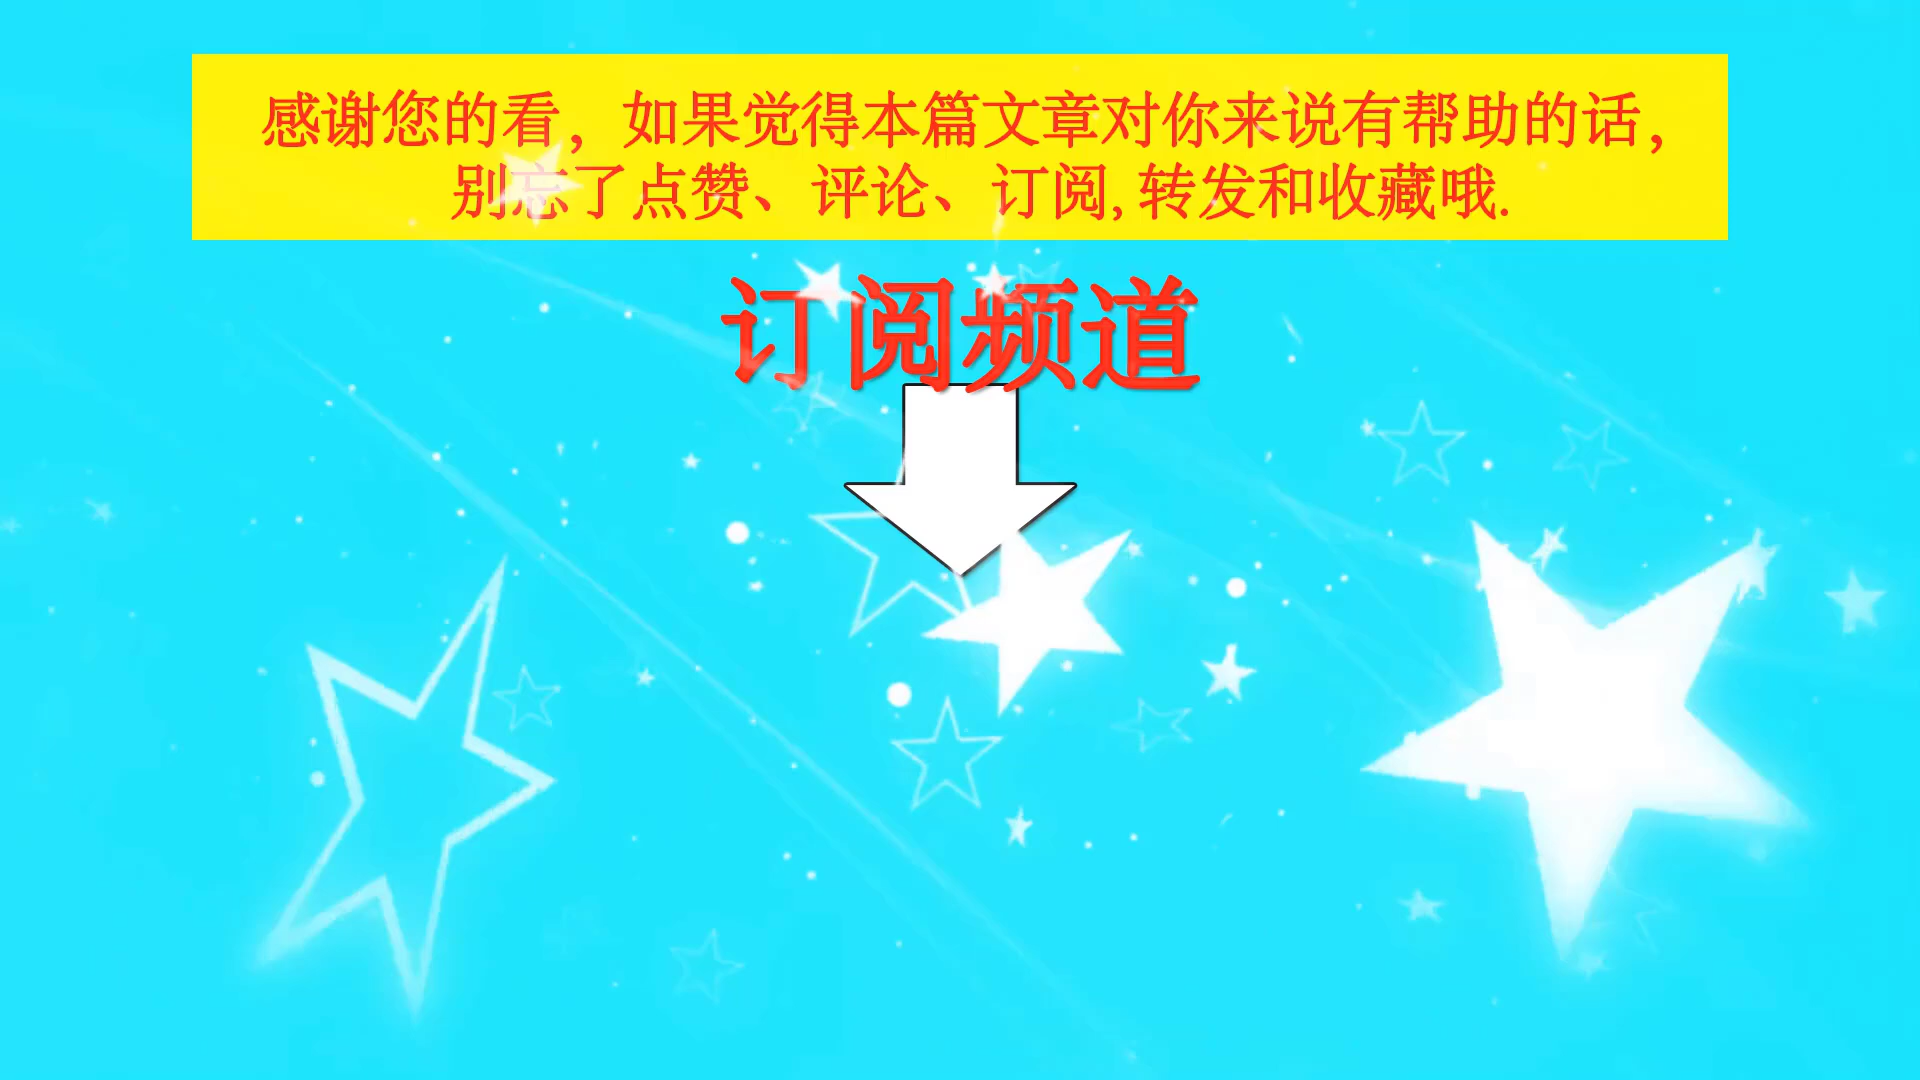 感谢您的看，如果觉得本篇文章对你来说有帮助的话，
别忘了点赞、评论、订阅,转发和收藏哦.
订阅频道